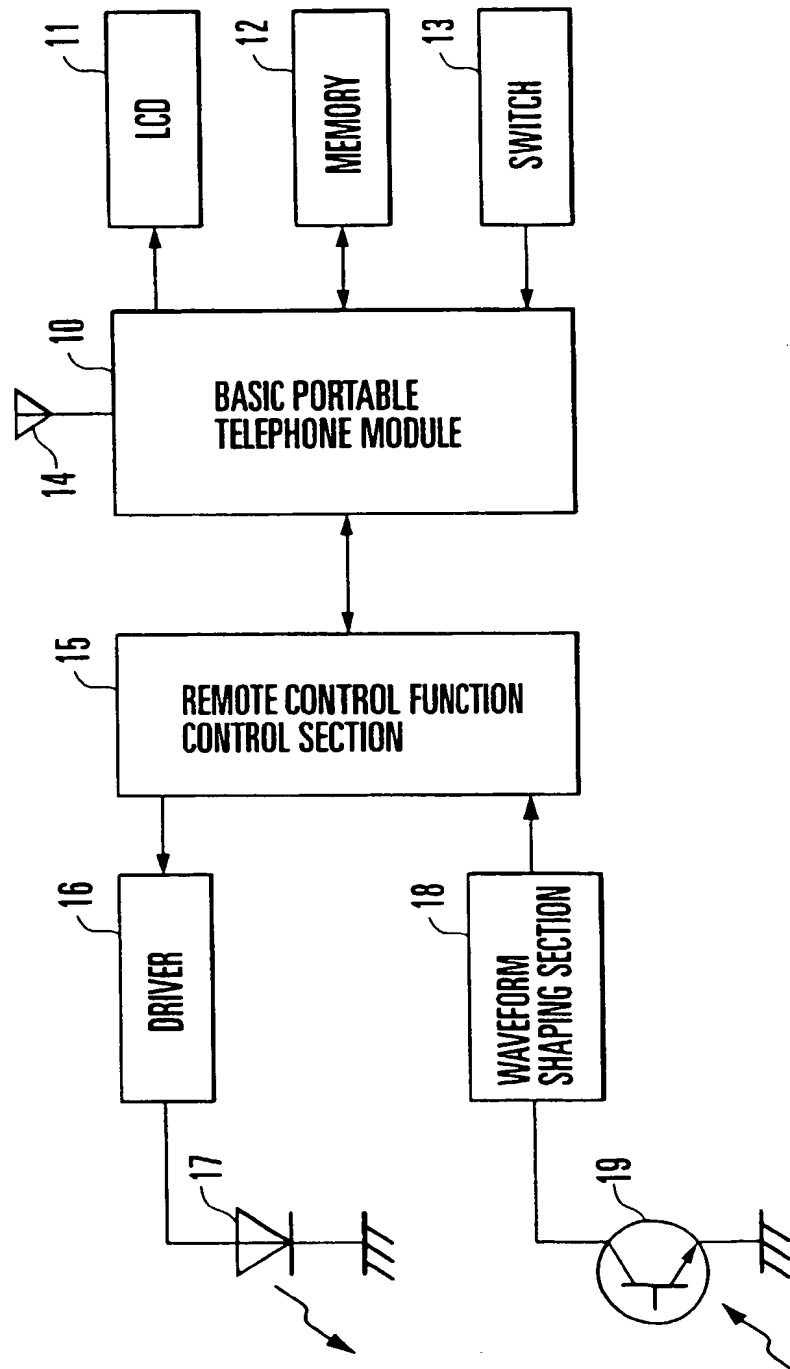 11
LCD
12
MEMORY
13
SWITCH
14
10
BASIC PORTABLE
TELEPHONE MODULE
15
REMOTE CONTROL FUNCTION
CONTROL SECTION
16
DRIVER
17
18
WAVEFORM
SHAPING SECTION
19